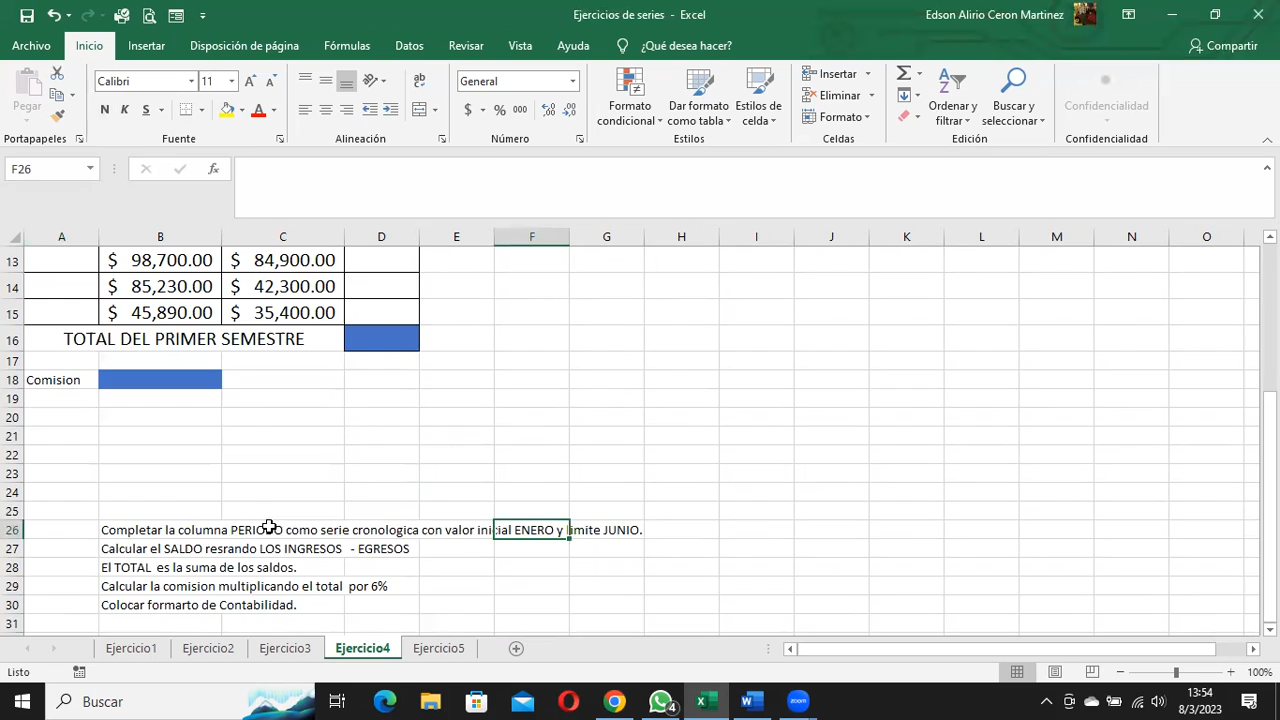 Ejercicios de series - Excel
Edson Alirio Ceron Martinez
Archivo Inicio Insertar Disposición de página Fórmulas Datos Revisar Vista Ayuda ¿Qué desea hacer? Compartir
Pegar
Calibri 11
N K S
ab
General
$ % 000
Formato condicional
Dar formato como tabla
Estilos de celda
Insertar
Eliminar
Formato
Ordenar y filtrar
Buscar y seleccionar
Confidencialidad
Portapapeles Fuente Alineación Número Estilos Celdas Edición Confidencialidad
F26 fx
A B C D E F G H I J K L M N O
13 $ 98,700.00 $ 84,900.00
14 $ 85,230.00 $ 42,300.00
15 $ 45,890.00 $ 35,400.00
16 TOTAL DEL PRIMER SEMESTRE
17
18 Comision
19
20
21
22
23
24
25
26 Completar la columna PERIODO como serie cronologica con valor inicial ENERO y limite JUNIO.
27 Calcular el SALDO resrando LOS INGRESOS - EGRESOS
28 El TOTAL es la suma de los saldos.
29 Calcular la comision multiplicando el total por 6%
30 Colocar formarto de Contabilidad.
31
Ejercicio1 Ejercicio2 Ejercicio3 Ejercicio4 Ejercicio5
Listo 100%
Buscar
4
13:54
8/3/2023